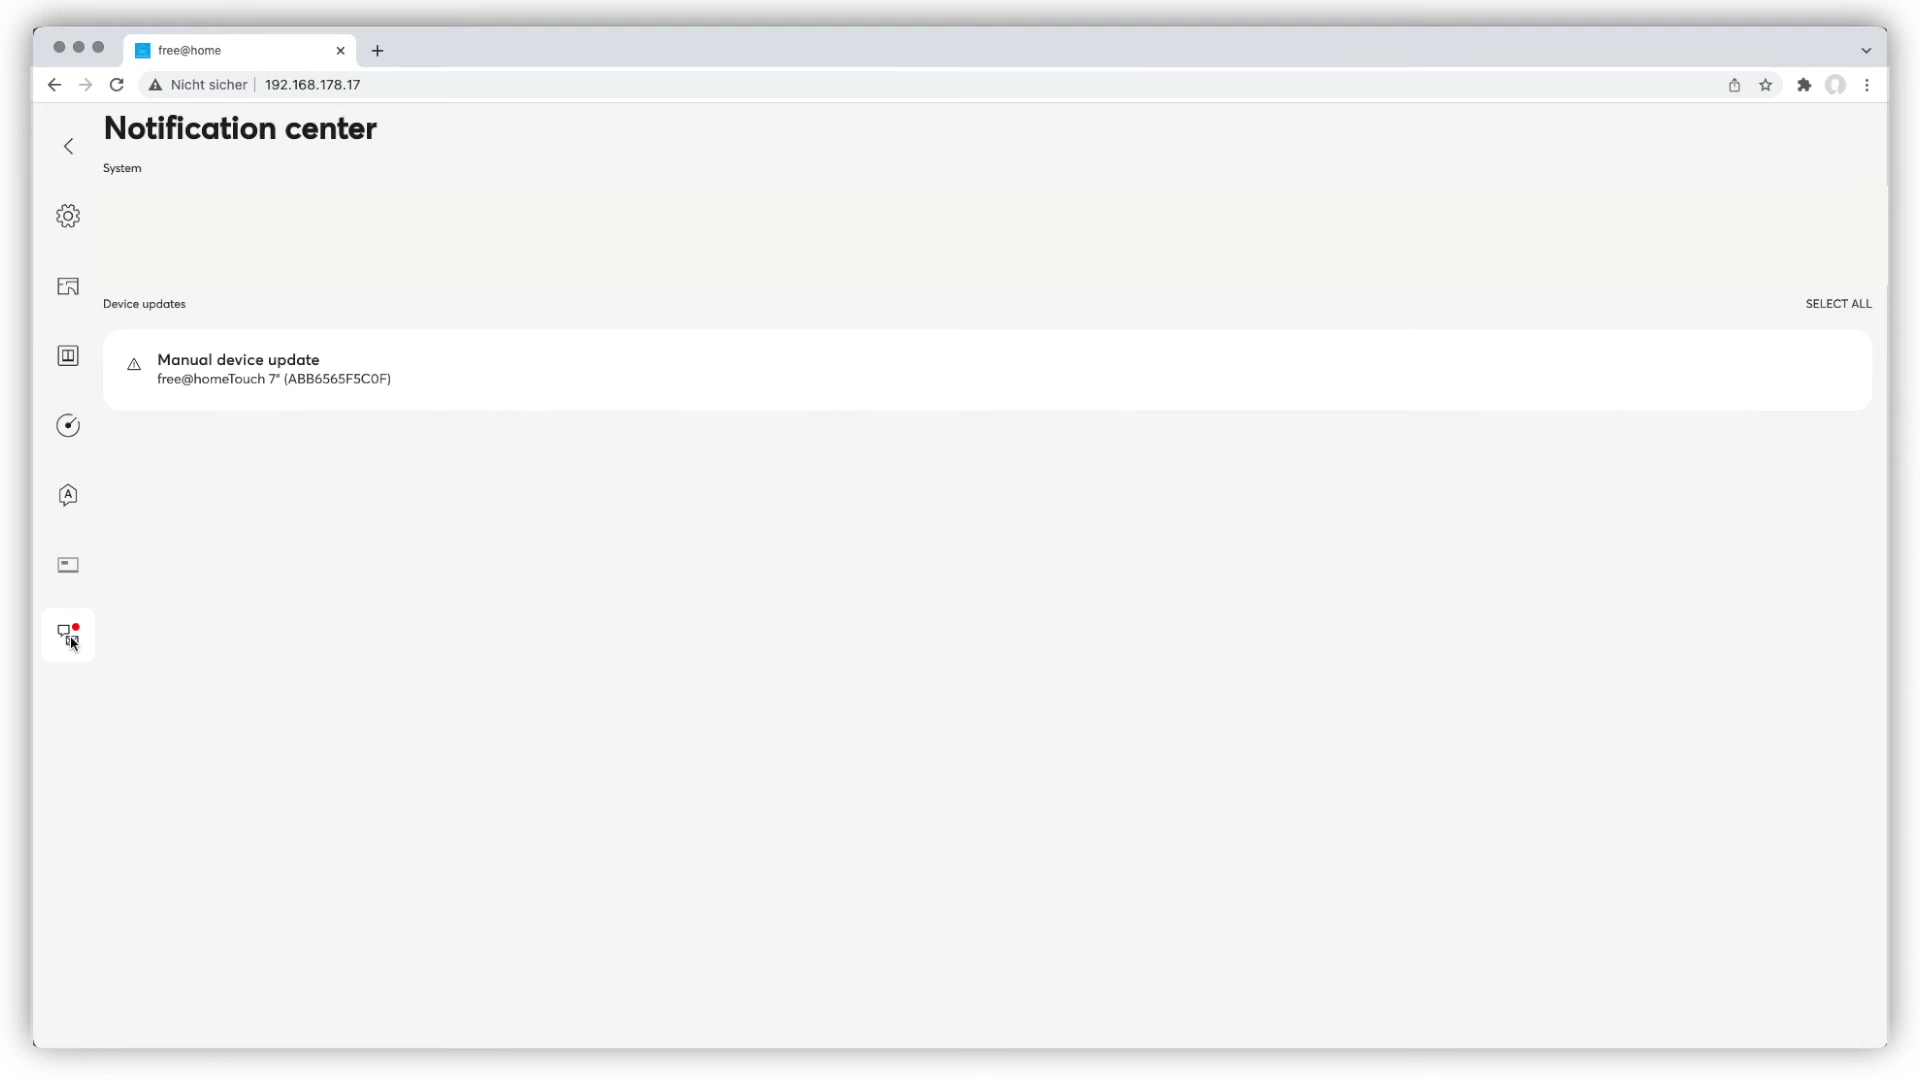 free@home
Nicht sicher
192.168.178.17
Notification center
System
Device updates
SELECT ALL
Manual device update
free@homeTouch 7" (ABB6565F5C0F)
A